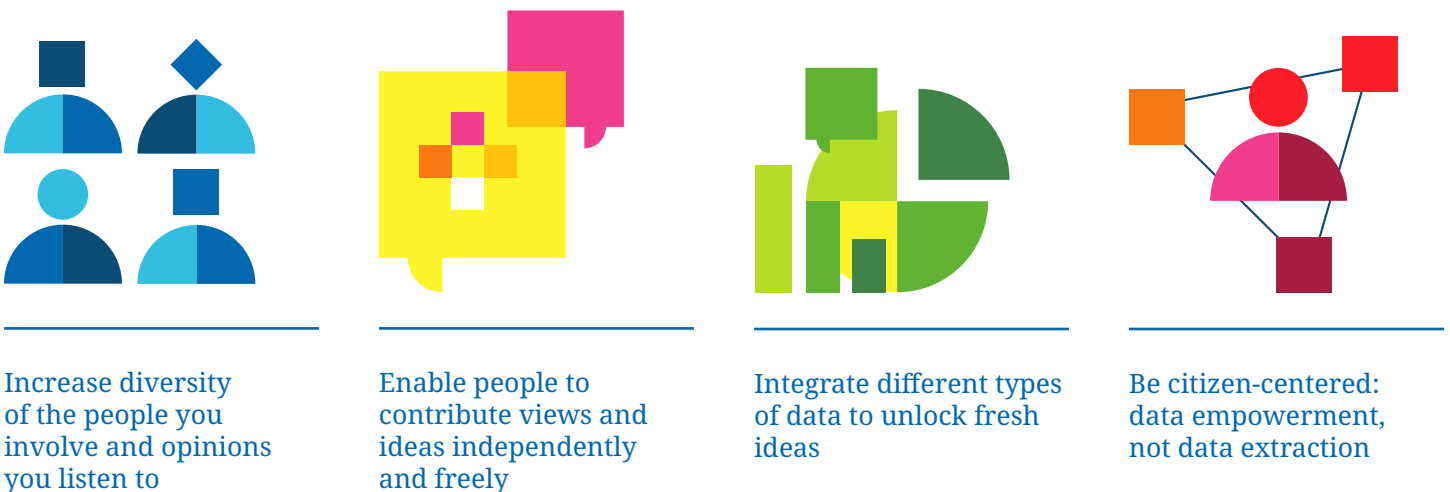 Increase diversity
of the people you
involve and opinions
you listen to
Enable people to
contribute views and
ideas independently
and freely
Integrate different types
of data to unlock fresh
ideas
Be citizen-centered:
data empowerment,
not data extraction